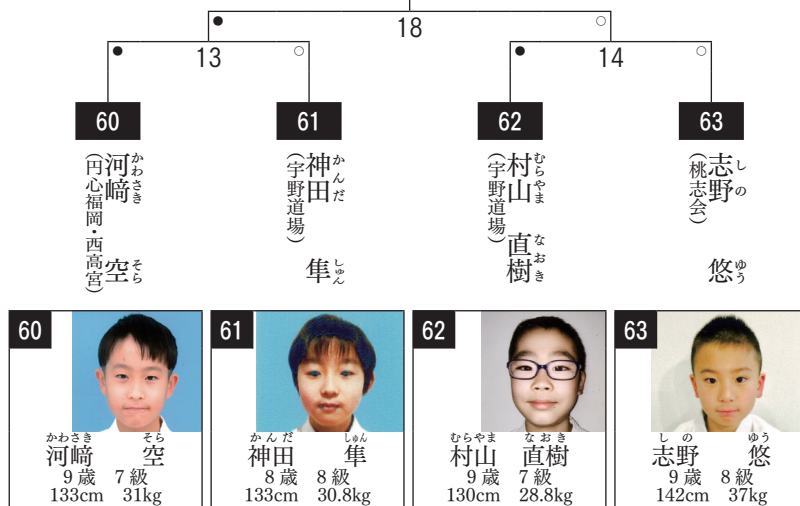 ● ○
18
● 13 ○
● 14 ○
60
61
62
63
河﨑 空
かわさき そら
(円心福岡・西高宮)
神田 隼
かんだ しゅん
(宇野道場)
村山 直樹
むらやま なおき
(宇野道場)
志野 悠
しの ゆう
(桃志会)
60
かわさき そら
河﨑 空
9歳 7級
133cm 31kg
61
かんだ しゅん
神田 隼
8歳 8級
133cm 30.8kg
62
むらやま なおき
村山 直樹
9歳 7級
130cm 28.8kg
63
しの ゆう
志野 悠
9歳 8級
142cm 37kg